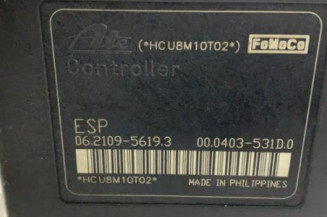 Ate (*HCU8M10T02*) FoMoCo
Controller
ESP
06.2109-5619.3 00.0403-531D.0
*HCU8M10T02*
MADE IN PHILIPPINES